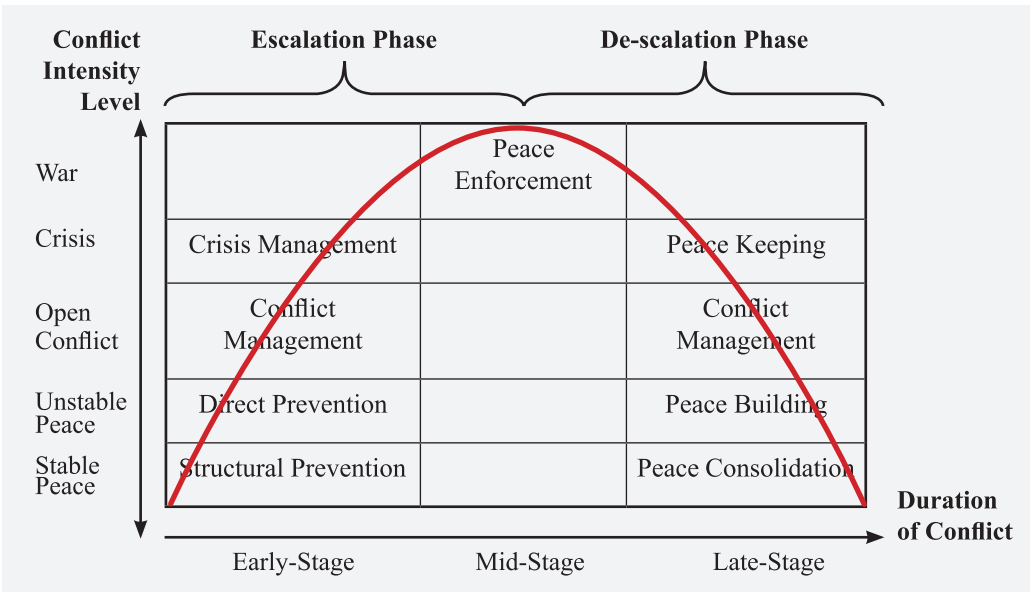 Conflict
Intensity
Level
Escalation Phase
De-scalation Phase
War
Peace
Enforcement
Crisis
Crisis Management
Peace Keeping
Open
Conflict
Conflict
Management
Conflict
Management
Unstable
Peace
Direct Prevention
Peace Building
Stable
Peace
Structural Prevention
Peace Consolidation
Duration
of Conflict
Early-Stage
Mid-Stage
Late-Stage